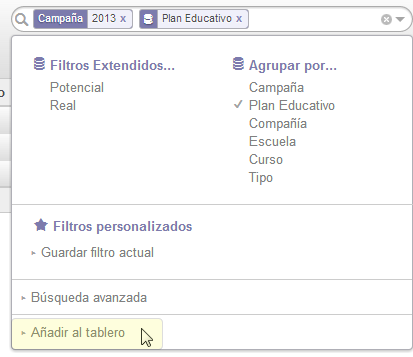 Campaña 2013 x Plan Educativo x
Filtros Extendidos...
Potencial
Real
Agrupar por...
Campaña
Plan Educativo
Compañía
Escuela
Curso
Tipo
Filtros personalizados
Guardar filtro actual
Búsqueda avanzada
Añadir al tablero